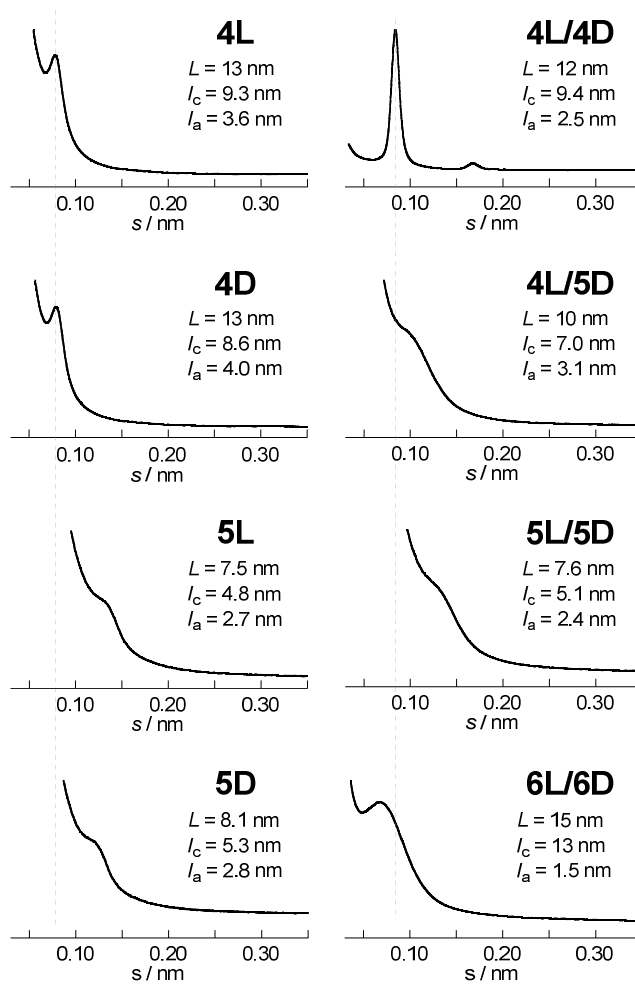 4L
L = 13 nm
lc = 9.3 nm
la = 3.6 nm
0.10 0.20 0.30
s / nm
4L/4D
L = 12 nm
lc = 9.4 nm
la = 2.5 nm
0.10 0.20 0.30
s / nm
4D
L = 13 nm
lc = 8.6 nm
la = 4.0 nm
0.10 0.20 0.30
s / nm
4L/5D
L = 10 nm
lc = 7.0 nm
la = 3.1 nm
0.10 0.20 0.30
s / nm
5L
L = 7.5 nm
lc = 4.8 nm
la = 2.7 nm
0.10 0.20 0.30
s / nm
5L/5D
L = 7.6 nm
lc = 5.1 nm
la = 2.4 nm
0.10 0.20 0.30
s / nm
5D
L = 8.1 nm
lc = 5.3 nm
la = 2.8 nm
0.10 0.20 0.30
s / nm
6L/6D
L = 15 nm
lc = 13 nm
la = 1.5 nm
0.10 0.20 0.30
s / nm